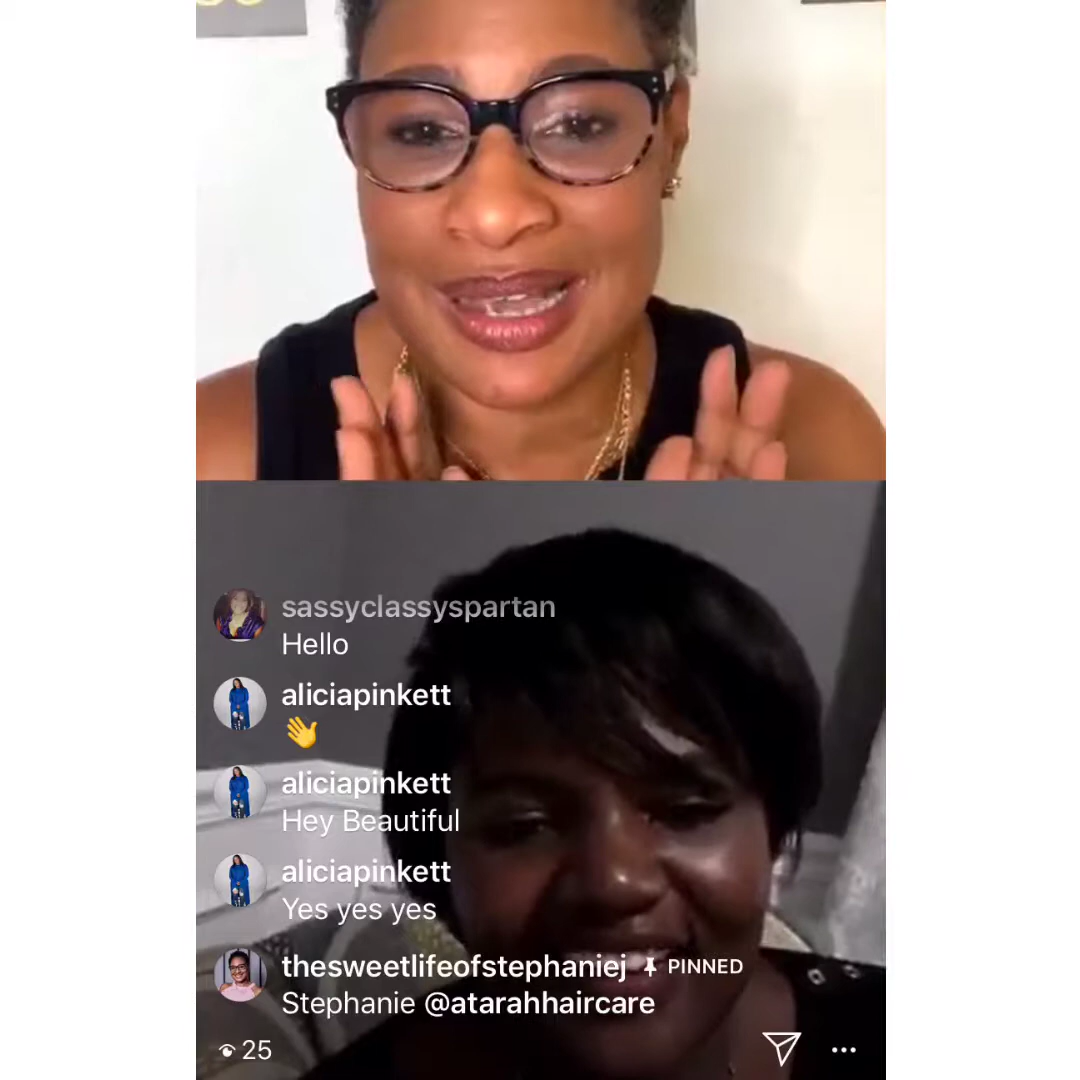 sassyclassyspartan
Hello
aliciapinkett
👋
aliciapinkett
Hey Beautiful
aliciapinkett
Yes yes yes
thesweetlifeofstephaniej PINNED
Stephanie @atarahhaircare
25